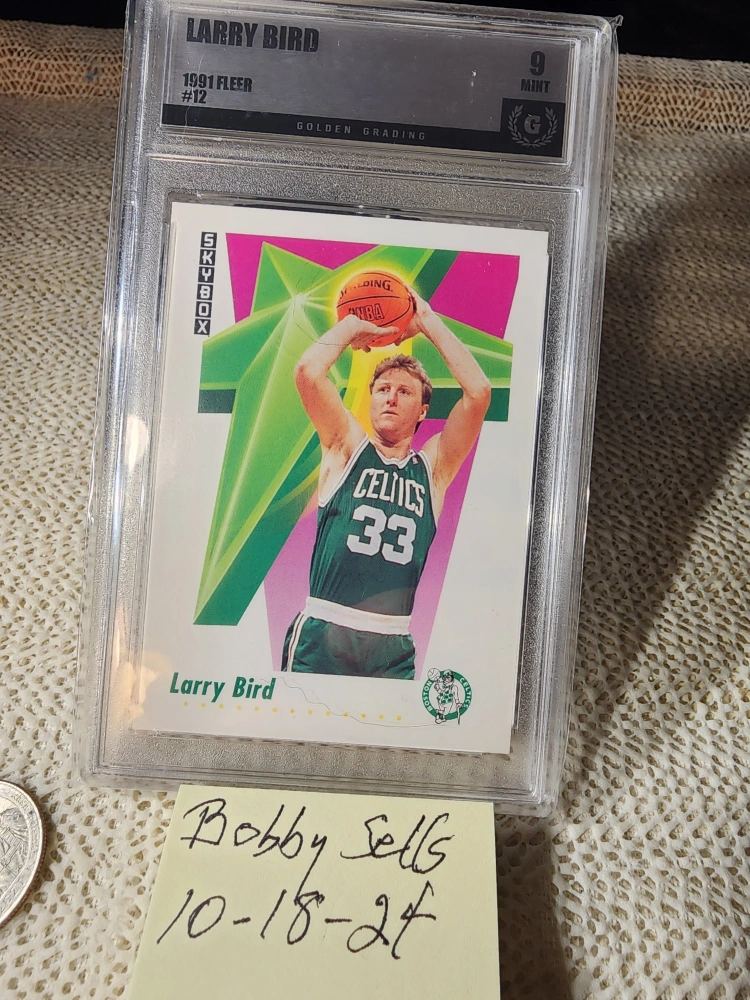 LARRY BIRD
1991 FLEER
#12
9
MINT
GOLDEN GRADING
G
SKYBOX
SPALDING
NBA
CELTICS
33
Larry Bird
BOSTON CELTICS
Bobby Sells
10-18-24